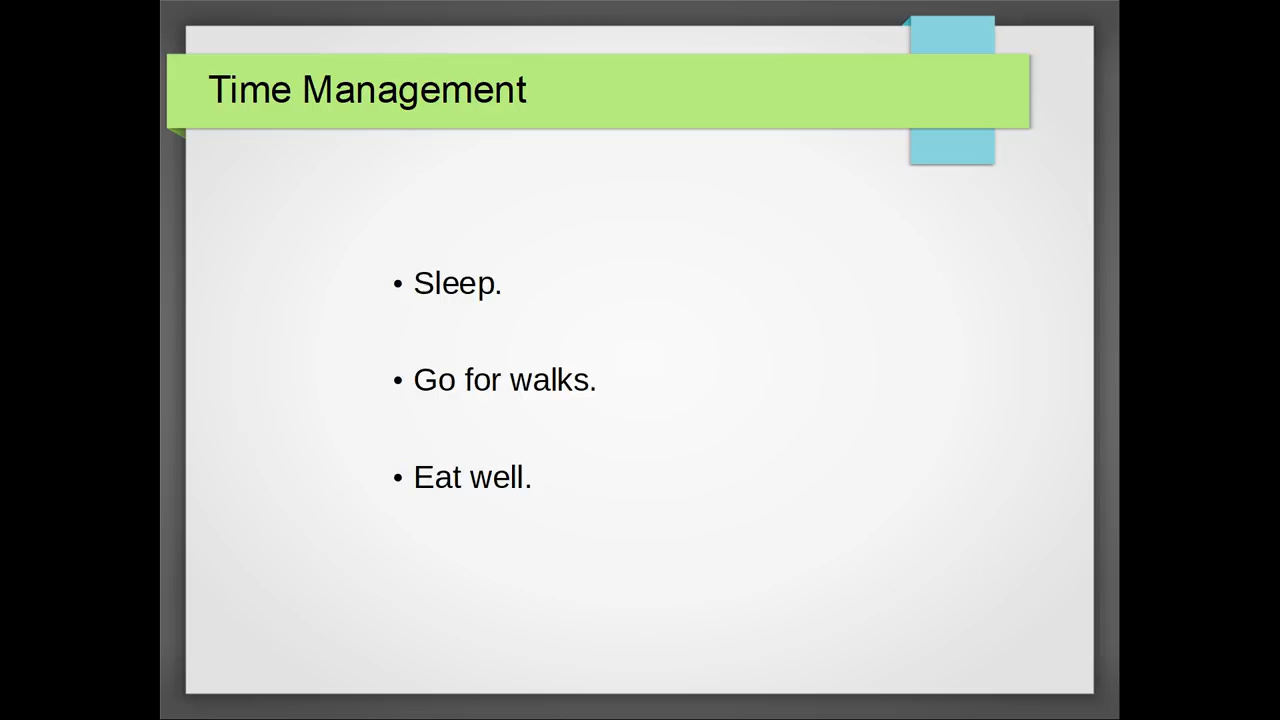 Time Management
• Sleep.
• Go for walks.
• Eat well.